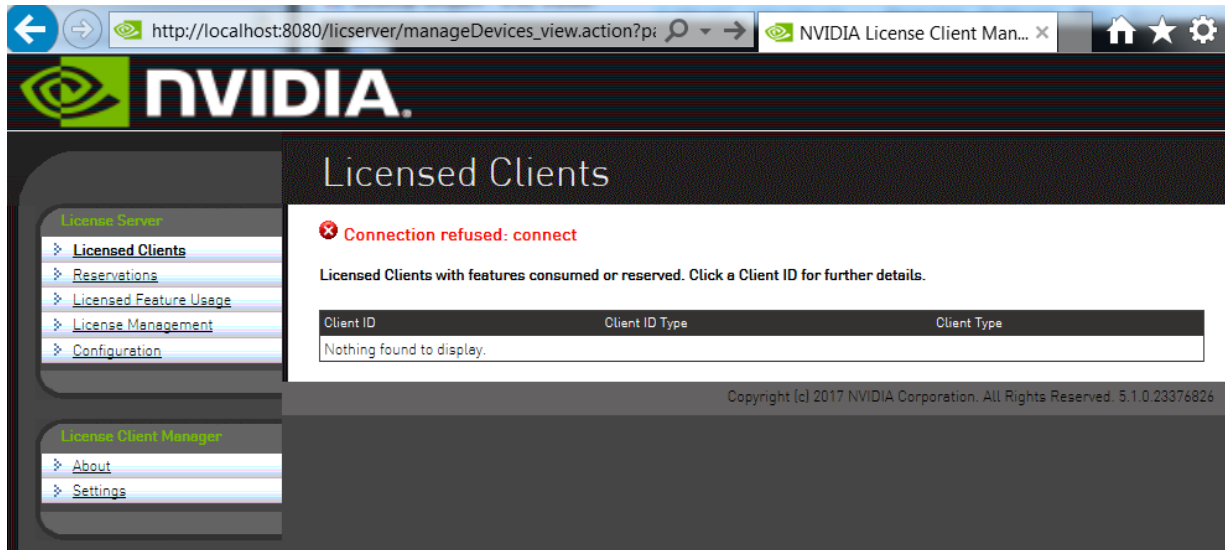 http://localhost:8080/licserver/manageDevices_view.action?pa
NVIDIA License Client Man...
nVIDIA.
Licensed Clients
License Server
Licensed Clients
Reservations
Licensed Feature Usage
License Management
Configuration
License Client Manager
About
Settings
Connection refused: connect
Licensed Clients with features consumed or reserved. Click a Client ID for further details.
Client ID Client ID Type Client Type
Nothing found to display.
Copyright (c) 2017 NVIDIA Corporation. All Rights Reserved. 5.1.0.23376826